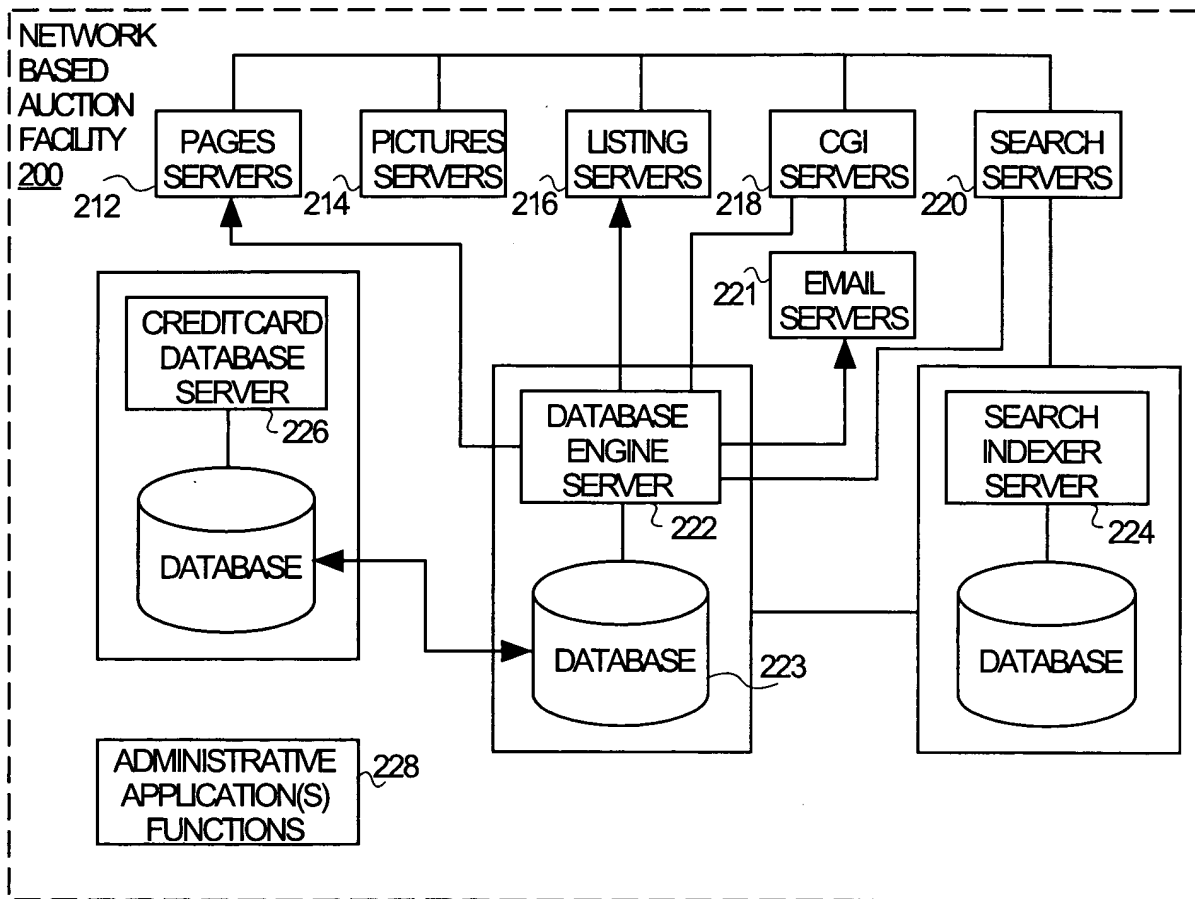 NETWORK
BASED
AUCTION
FACILITY
200
PAGES
SERVERS
212
PICTURES
SERVERS
214
LISTING
SERVERS
216
CGI
SERVERS
218
SEARCH
SERVERS
220
EMAIL
SERVERS
221
CREDIT CARD
DATABASE
SERVER
226
DATABASE
DATABASE
ENGINE
SERVER
222
DATABASE
223
SEARCH
INDEXER
SERVER
224
DATABASE
ADMINISTRATIVE
APPLICATION(S)
FUNCTIONS
228